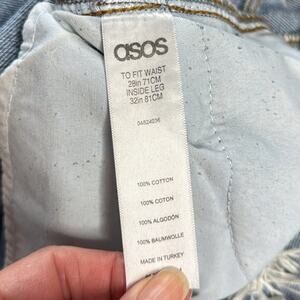 asos
TO FIT WAIST
28in 71CM
INSIDE LEG
32in 81CM
04524036
100% COTTON
100% COTON
100% ALGODÓN
100% BAUMWOLLE
MADE IN TURKEY